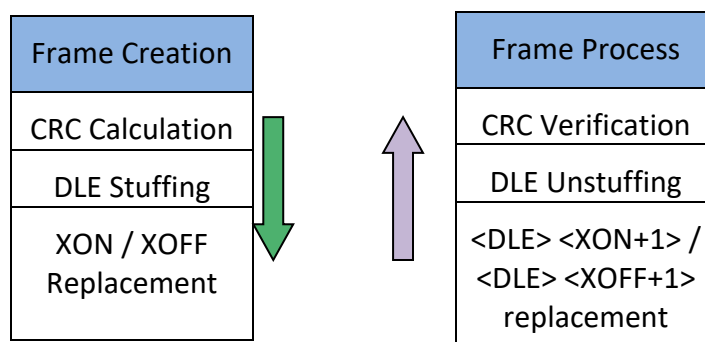 Frame Creation
CRC Calculation
DLE Stuffing
XON / XOFF
Replacement
Frame Process
CRC Verification
DLE Unstuffing
<DLE> <XON+1> /
<DLE> <XOFF+1>
replacement